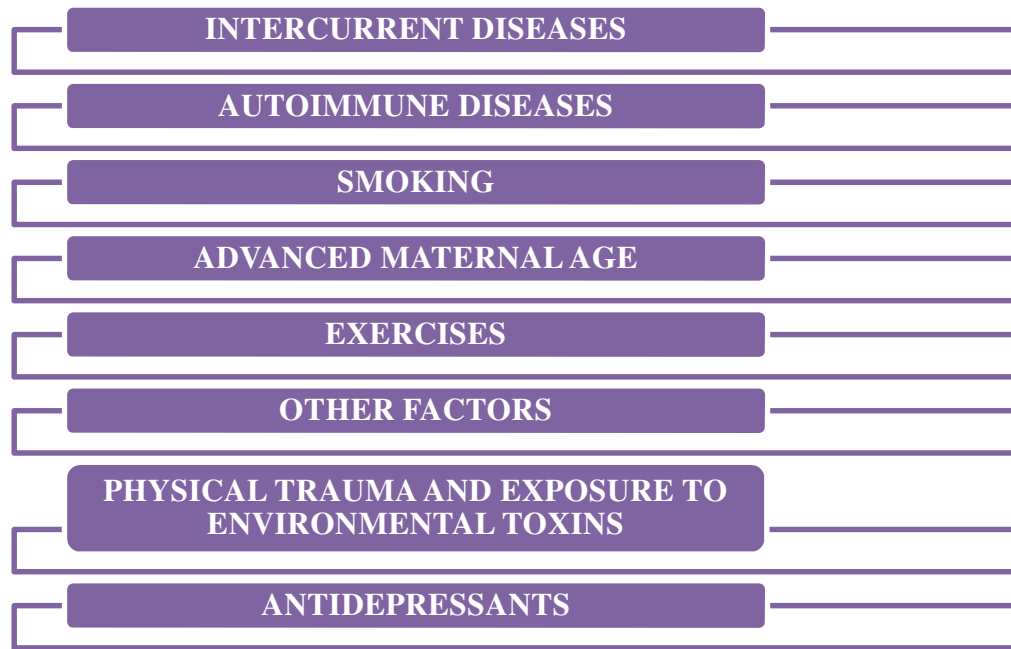 INTERCURRENT DISEASES
AUTOIMMUNE DISEASES
SMOKING
ADVANCED MATERNAL AGE
EXERCISES
OTHER FACTORS
PHYSICAL TRAUMA AND EXPOSURE TO
ENVIRONMENTAL TOXINS
ANTIDEPRESSANTS